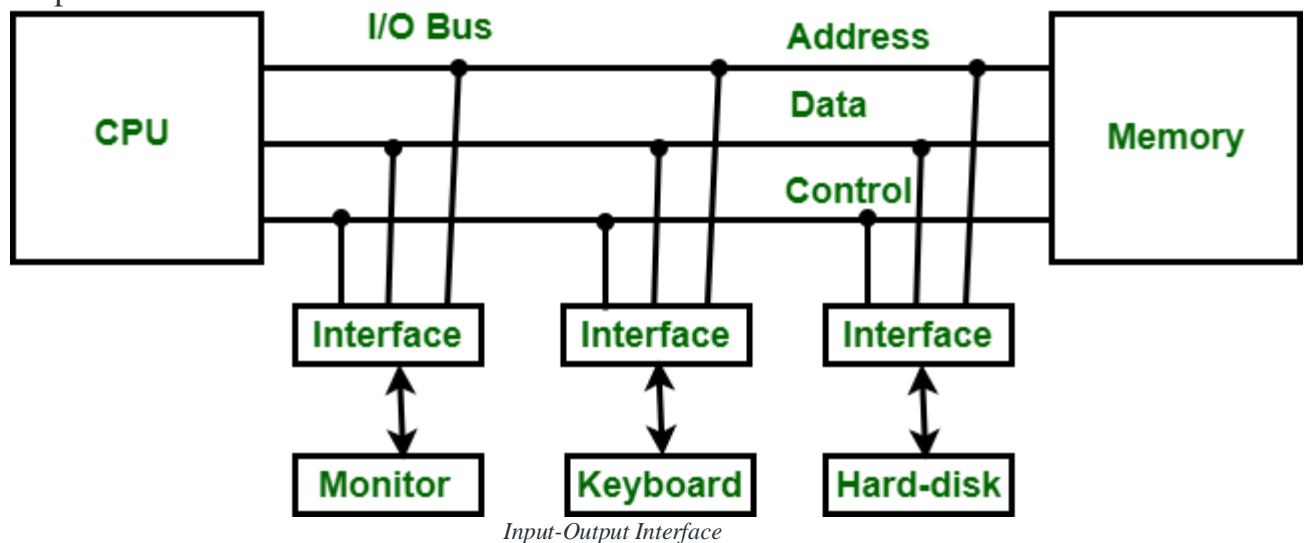 I/O Bus
Address
Data
CPU
Memory
Control
Interface
Interface
Interface
Monitor
Keyboard
Hard-disk
Input-Output Interface